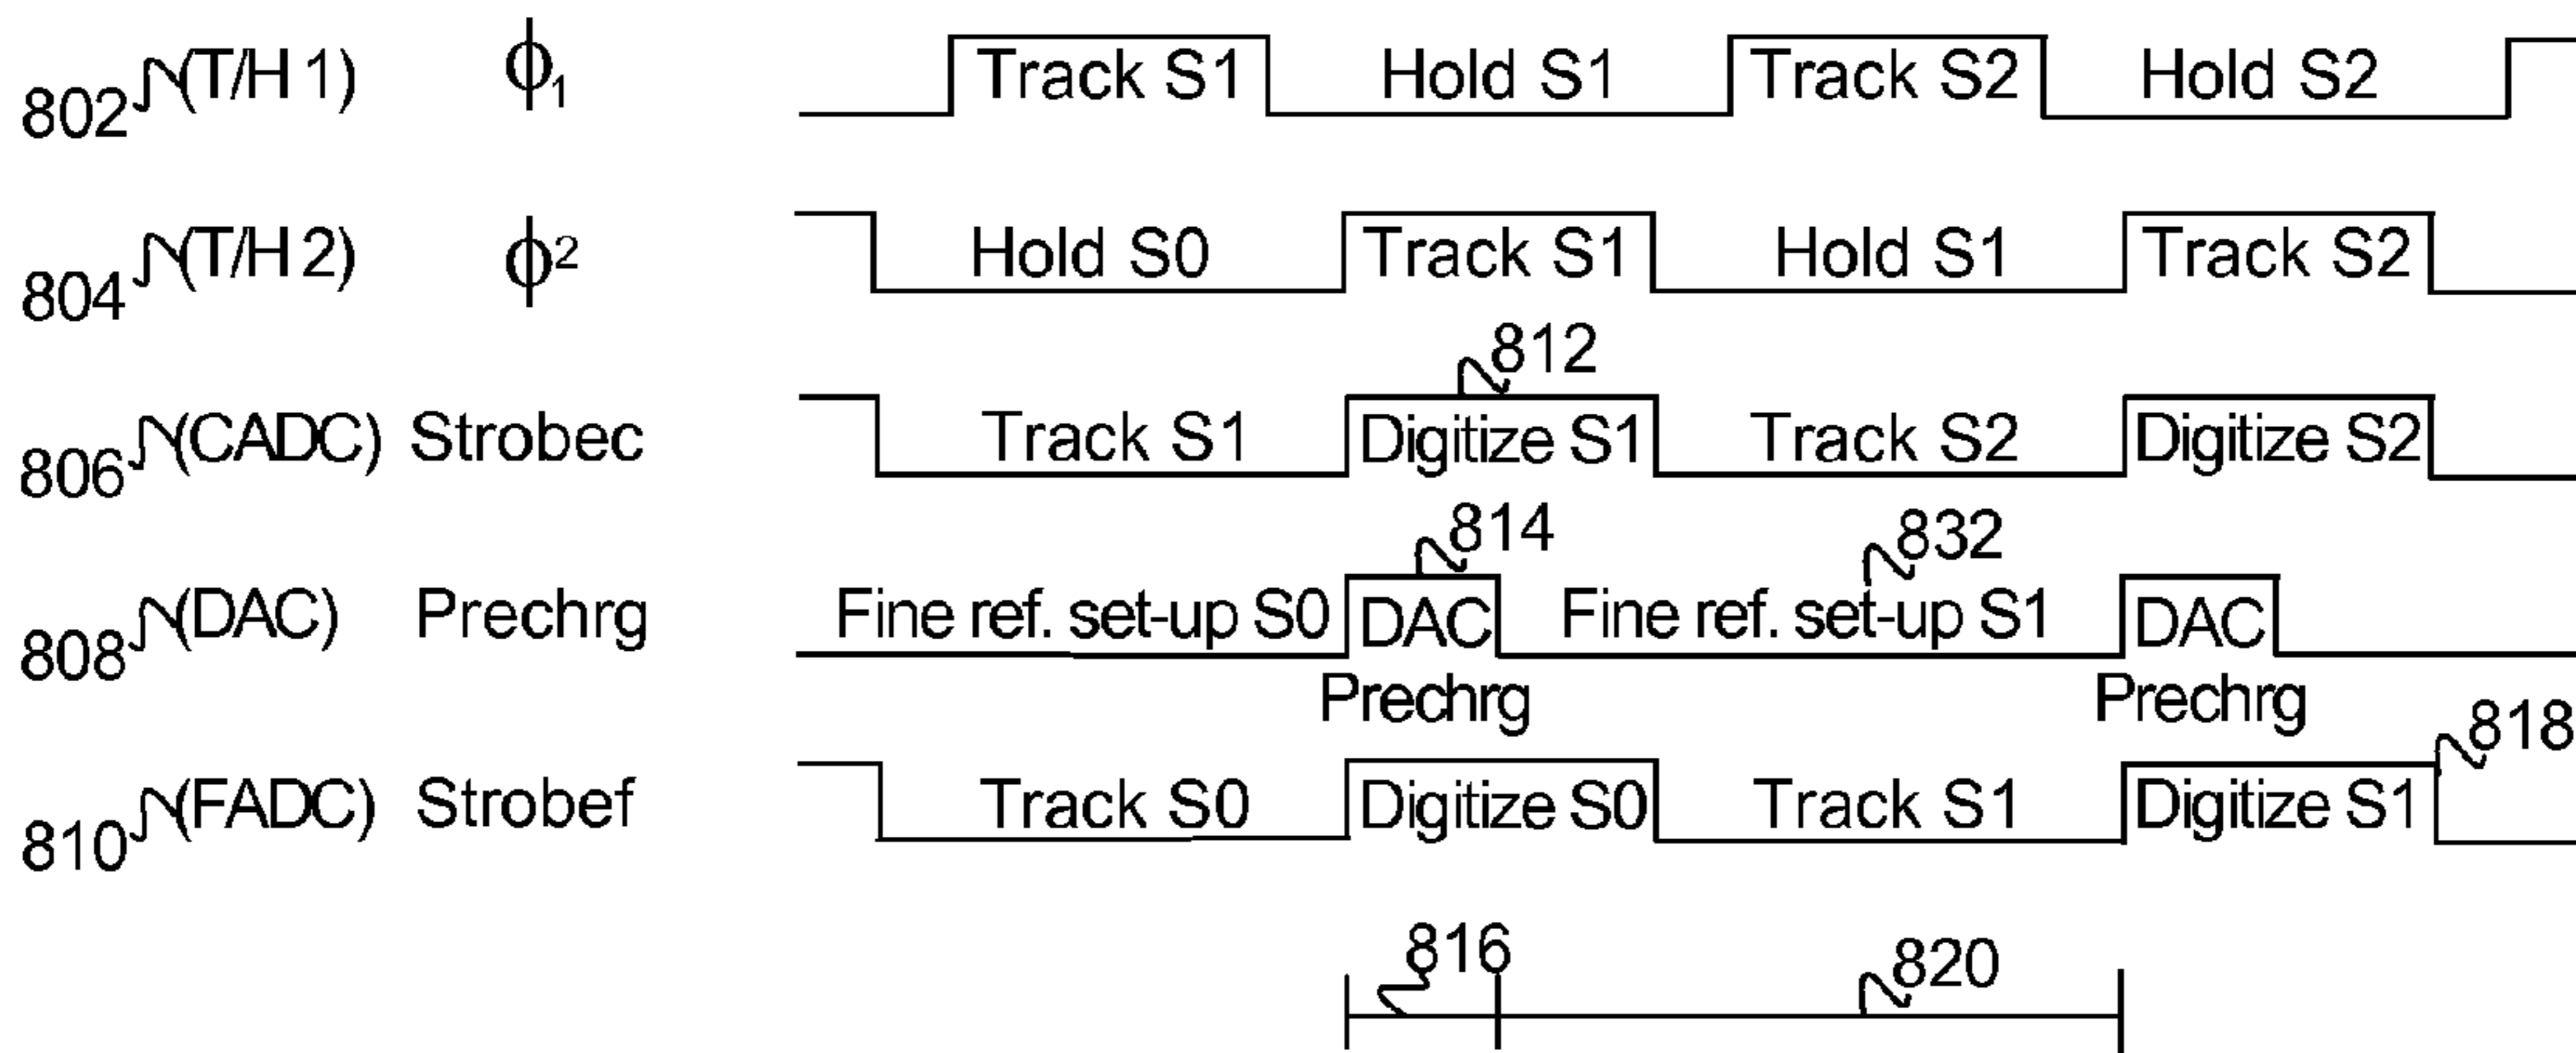 802 (T/H 1) ϕ1 Track S1 Hold S1 Track S2 Hold S2
804 (T/H 2) ϕ2 Hold S0 Track S1 Hold S1 Track S2
812
806 (CADC) Strobec Track S1 Digitize S1 Track S2 Digitize S2
814 832
808 (DAC) Prechrg Fine ref. set-up S0 DAC Fine ref. set-up S1 DAC
Prechrg Prechrg 818
810 (FADC) Strobef Track S0 Digitize S0 Track S1 Digitize S1
816 820